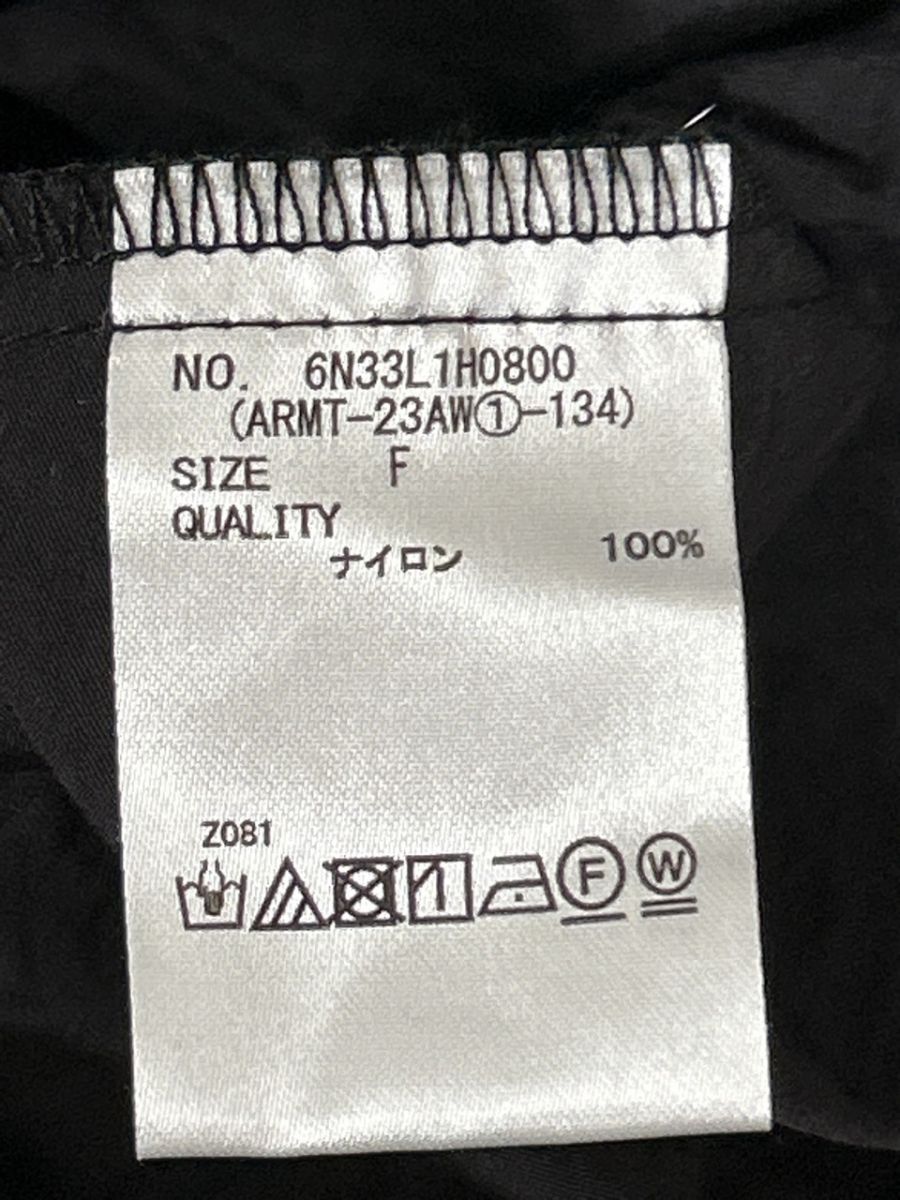 NO. 6N33L1H0800
(ARMT-23AW①-134)
SIZE F
QUALITY
ナイロン 100%
Z081
F W